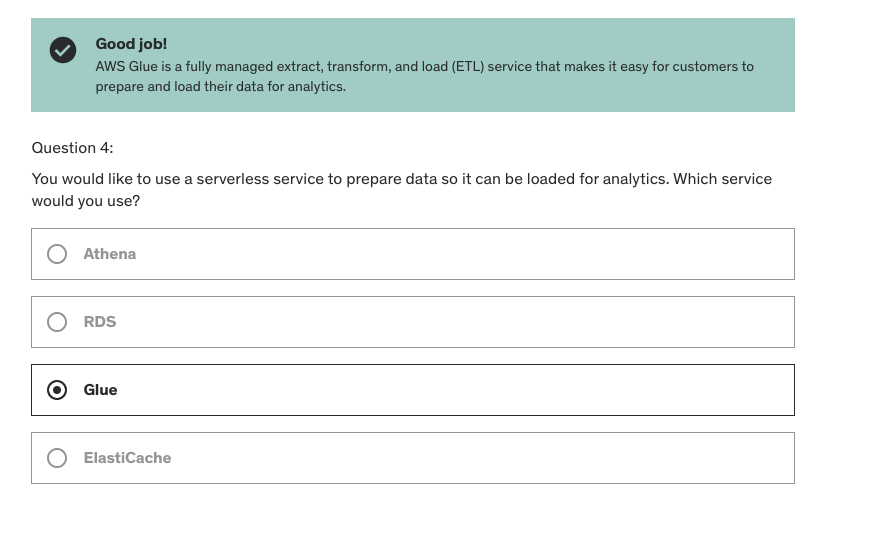 Good job!
AWS Glue is a fully managed extract, transform, and load (ETL) service that makes it easy for customers to
prepare and load their data for analytics.
Question 4:
You would like to use a serverless service to prepare data so it can be loaded for analytics. Which service
would you use?
Athena
RDS
Glue
ElastiCache